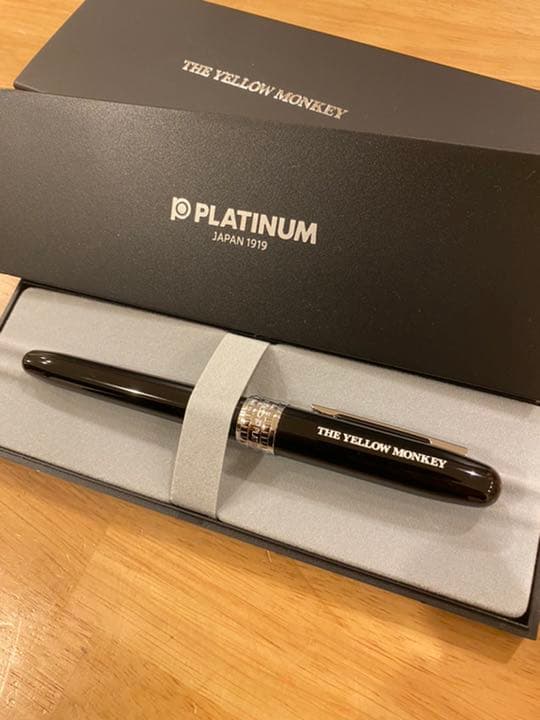 THE YELLOW MONKEY
PLATINUM
JAPAN 1919
THE YELLOW MONKEY